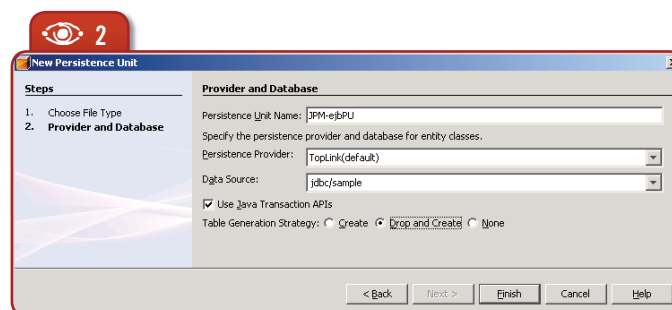 2
New Persistence Unit
Steps
1. Choose File Type
2. Provider and Database
Provider and Database
Persistence Unit Name: JPM-ejbPU
Specify the persistence provider and database for entity classes.
Persistence Provider: TopLink(default)
Data Source: jdbc/sample
Use Java Transaction APIs
Table Generation Strategy: Create Drop and Create None
< Back Next > Finish Cancel Help